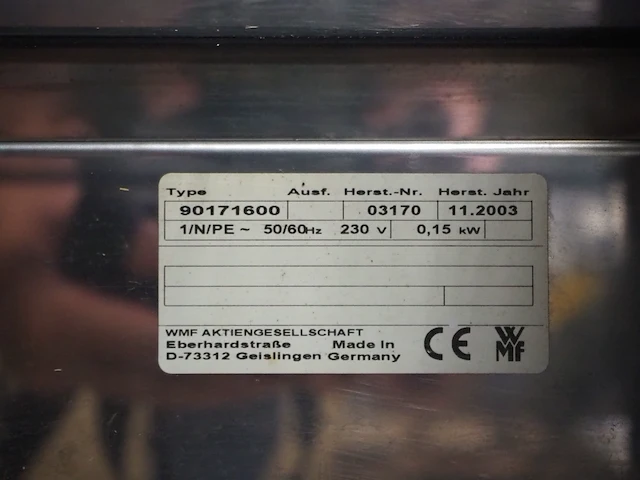 Type Ausf. Herst.-Nr. Herst. Jahr
90171600 03170 11.2003
1/N/PE ~ 50/60Hz 230 V 0,15 kW
WMF AKTIENGESELLSCHAFT
Eberhardstraße Made In
D-73312 Geislingen Germany
CE
WMF